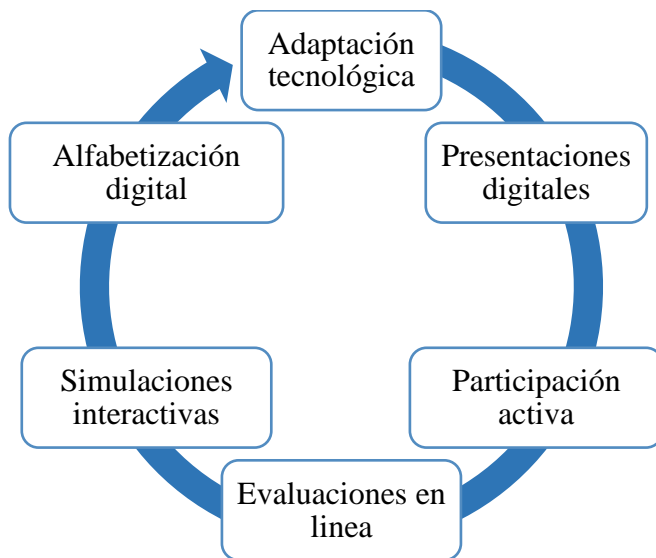 Adaptación
tecnológica
Presentaciones
digitales
Participación
activa
Evaluaciones en
linea
Simulaciones
interactivas
Alfabetización
digital